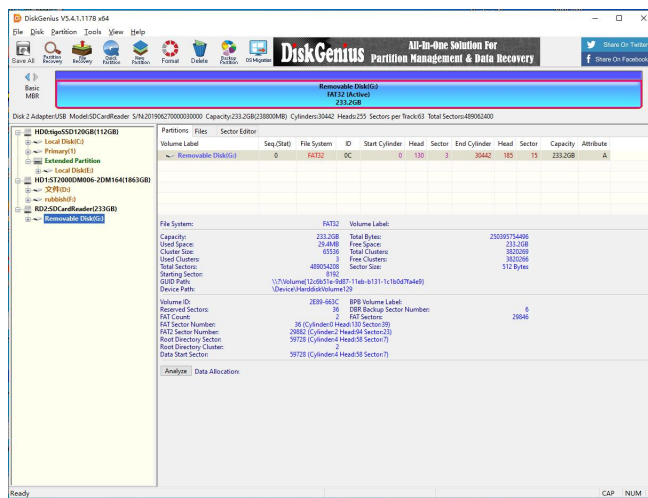 DiskGenius V5.4.1.1178 x64
File Disk Partition Tools View Help
Save All
Partition Recovery
File Recovery
Quick Partition
New Partition
Format
Delete
Backup Partition
OS Migration
DiskGenius
All-In-One Solution For
Partition Management & Data Recovery
Share On Twitter
Share On Facebook
Basic
MBR
Removable Disk(G:)
FAT32 (Active)
233.2GB
Disk 2 Adapter:USB Model:SDCardReader S/N:201906270000030000 Capacity:233.2GB(238800MB) Cylinders:30442 Heads:255 Sectors per Track:63 Total Sectors:489062400
HD0:tigoSSD120GB(112GB)
Local Disk(C:)
Primary(1)
Extended Partition
Local Disk(E:)
HD1:ST2000DM006-2DM164(1863GB)
文件(D:)
rubbish(F:)
RD2:SDCardReader(233GB)
Removable Disk(G:)
Partitions Files Sector Editor
Volume Label Seq.(Stat) File System ID Start Cylinder Head Sector End Cylinder Head Sector Capacity Attribute
Removable Disk(G:) 0 FAT32 0C 0 130 3 30442 185 15 233.2GB A
File System: FAT32 Volume Label:
Capacity: 233.2GB Total Bytes: 250395754496
Used Space: 29.4MB Free Space: 233.2GB
Cluster Size: 65536 Total Clusters: 3820269
Used Clusters: 3 Free Clusters: 3820266
Total Sectors: 489054208 Sector Size: 512 Bytes
Starting Sector: 8192
GUID Path: \\?\Volume{12c6b51e-9d87-11eb-b131-1c1b0d7fa4e9}
Device Path: \Device\HarddiskVolume129
Volume ID: 2E89-663C BPB Volume Label:
Reserved Sectors: 36 DBR Backup Sector Number: 6
FAT Count: 2 FAT Sectors: 29846
FAT Sector Number: 36 (Cylinder:0 Head:130 Sector:39)
FAT2 Sector Number: 29882 (Cylinder:2 Head:94 Sector:23)
Root Directory Sector: 59728 (Cylinder:4 Head:58 Sector:7)
Root Directory Cluster: 2
Data Start Sector: 59728 (Cylinder:4 Head:58 Sector:7)
Analyze Data Allocation:
Ready
CAP NUM